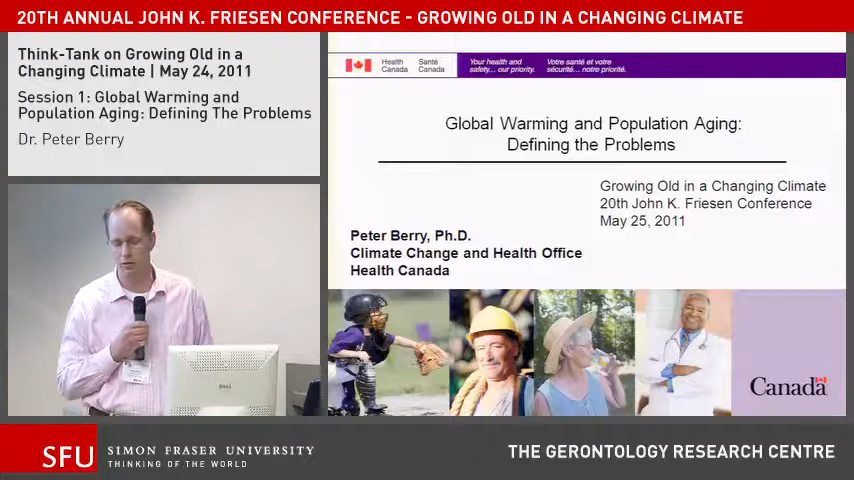 20TH ANNUAL JOHN K. FRIESEN CONFERENCE - GROWING OLD IN A CHANGING CLIMATE
Think-Tank on Growing Old in a
Changing Climate | May 24, 2011
Session 1: Global Warming and
Population Aging: Defining The Problems
Dr. Peter Berry
Health Canada
Santé Canada
Your health and
safety... our priority.
Votre santé et votre
sécurité... notre priorité.
Global Warming and Population Aging:
Defining the Problems
Growing Old in a Changing Climate
20th John K. Friesen Conference
May 25, 2011
Peter Berry, Ph.D.
Climate Change and Health Office
Health Canada
Canada
DELL
SFU
SIMON FRASER UNIVERSITY
THINKING OF THE WORLD
THE GERONTOLOGY RESEARCH CENTRE